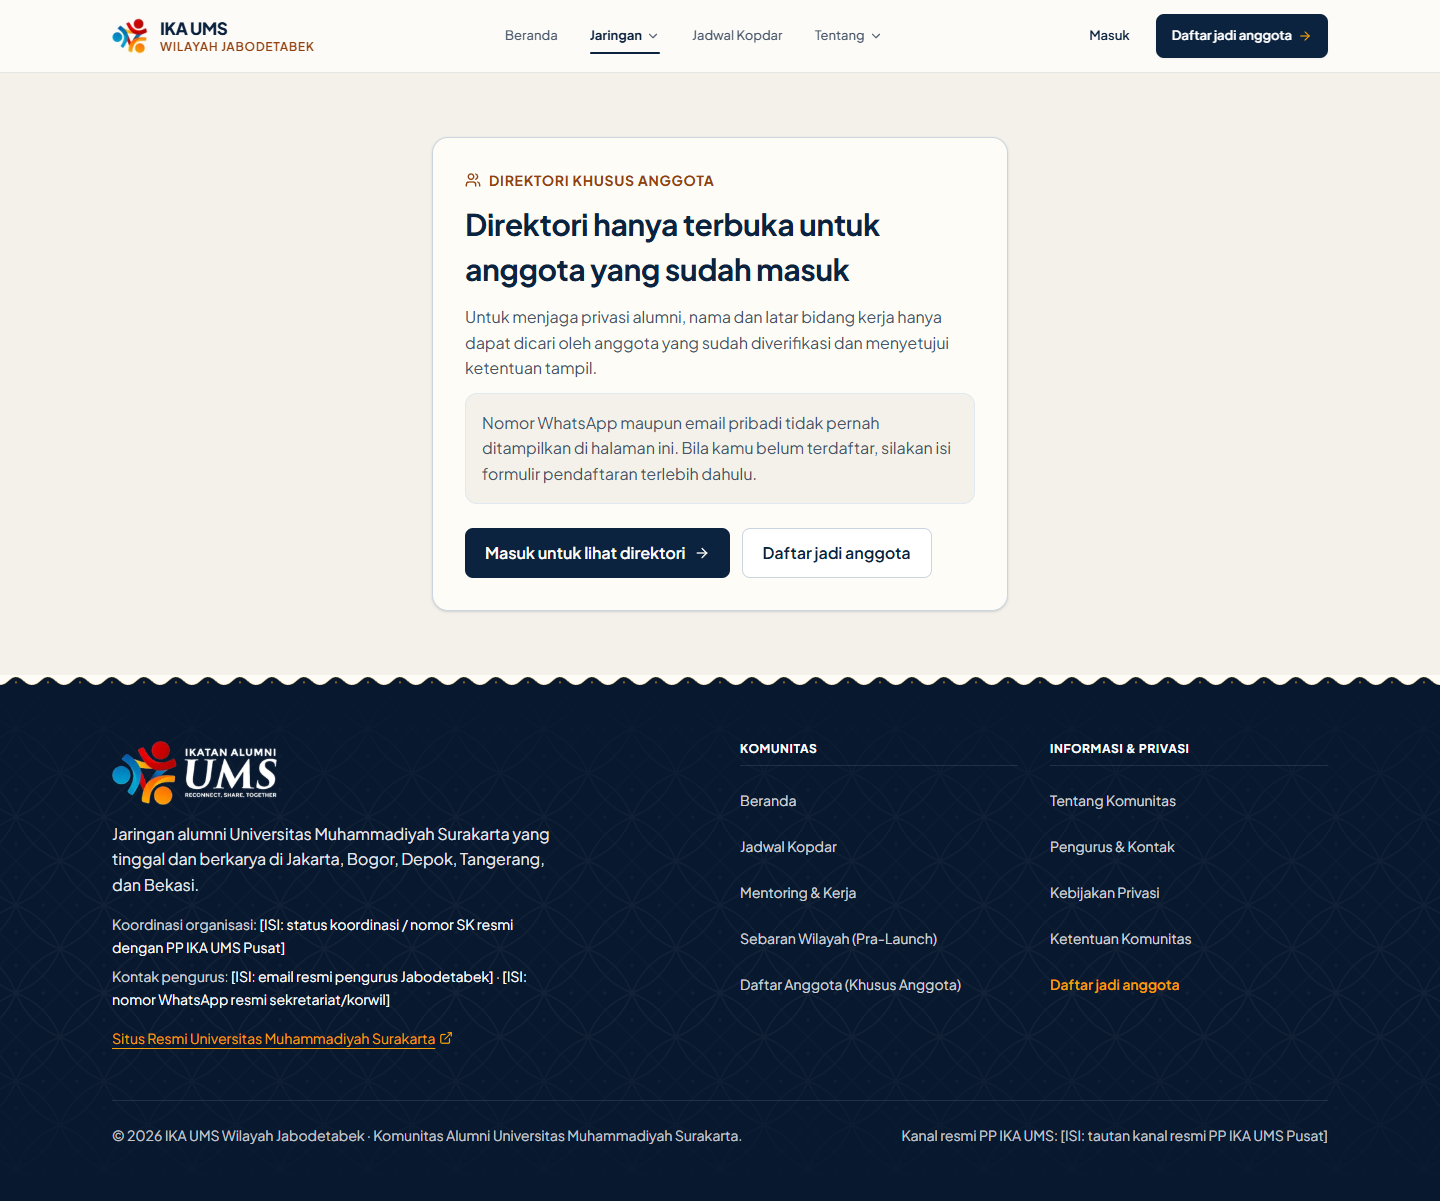 IKA UMS
WILAYAH JABODETABEK
Beranda
Jaringan
Jadwal Kopdar
Tentang
Masuk
Daftar jadi anggota
DIREKTORI KHUSUS ANGGOTA
Direktori hanya terbuka untuk
anggota yang sudah masuk
Untuk menjaga privasi alumni, nama dan latar bidang kerja hanya
dapat dicari oleh anggota yang sudah diverifikasi dan menyetujui
ketentuan tampil.
Nomor WhatsApp maupun email pribadi tidak pernah
ditampilkan di halaman ini. Bila kamu belum terdaftar, silakan isi
formulir pendaftaran terlebih dahulu.
Masuk untuk lihat direktori
Daftar jadi anggota
IKATAN ALUMNI
UMS
RECONNECT, SHARE, TOGETHER
Jaringan alumni Universitas Muhammadiyah Surakarta yang
tinggal dan berkarya di Jakarta, Bogor, Depok, Tangerang,
dan Bekasi.
Koordinasi organisasi: [ISI: status koordinasi / nomor SK resmi
dengan PP IKA UMS Pusat]
Kontak pengurus: [ISI: email resmi pengurus Jabodetabek] · [ISI:
nomor WhatsApp resmi sekretariat/korwil]
Situs Resmi Universitas Muhammadiyah Surakarta
KOMUNITAS
Beranda
Jadwal Kopdar
Mentoring & Kerja
Sebaran Wilayah (Pra-Launch)
Daftar Anggota (Khusus Anggota)
INFORMASI & PRIVASI
Tentang Komunitas
Pengurus & Kontak
Kebijakan Privasi
Ketentuan Komunitas
Daftar jadi anggota
© 2026 IKA UMS Wilayah Jabodetabek · Komunitas Alumni Universitas Muhammadiyah Surakarta.
Kanal resmi PP IKA UMS: [ISI: tautan kanal resmi PP IKA UMS Pusat]